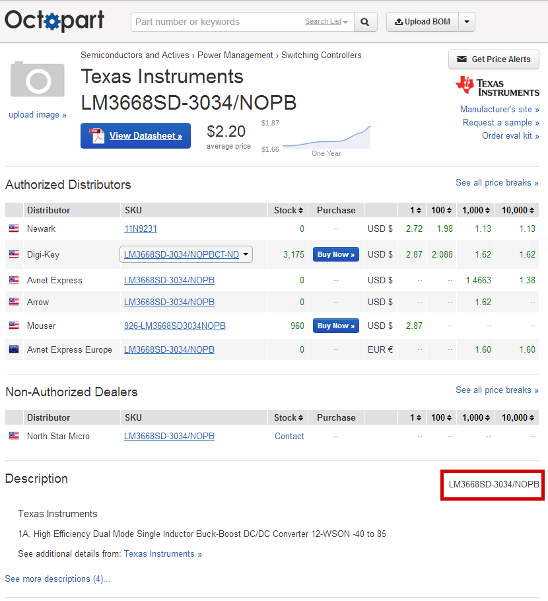 Octopart
Part number or keywords
Search List
Upload BOM
Semiconductors and Actives › Power Management › Switching Controllers
Get Price Alerts
Texas Instruments
LM3668SD-3034/NOPB
TEXAS INSTRUMENTS
upload image »
Manufacturer's site »
Request a sample »
Order eval kit »
View Datasheet »
$2.20
average price
$1.87
$1.66
One Year
Authorized Distributors
See all price breaks »
Distributor SKU Stock Purchase 1 100 1,000 10,000
Newark 11N9231 0 -- USD $ 2.72 1.98 1.13 1.13
Digi-Key LM3668SD-3034/NOPBCT-ND 3,175 Buy Now » USD $ 2.87 2.088 1.62 1.62
Avnet Express LM3668SD-3034/NOPB 0 -- USD $ -- -- 1.4663 1.38
Arrow LM3668SD-3034/NOPB 0 -- USD $ -- -- 1.62 --
Mouser 926-LM3668SD3034NOPB 960 Buy Now » USD $ 2.87 -- -- --
Avnet Express Europe LM3668SD-3034/NOPB 0 -- EUR € -- -- 1.60 1.60
Non-Authorized Dealers
See all price breaks »
Distributor SKU Stock Purchase 1 100 1,000 10,000
North Star Micro LM3668SD-3034/NOPB Contact -- -- -- -- --
Description
LM3668SD-3034/NOPB
Texas Instruments
1A, High Efficiency Dual Mode Single Inductor Buck-Boost DC/DC Converter 12-WSON -40 to 85
See additional details from: Texas Instruments »
See more descriptions (4)...